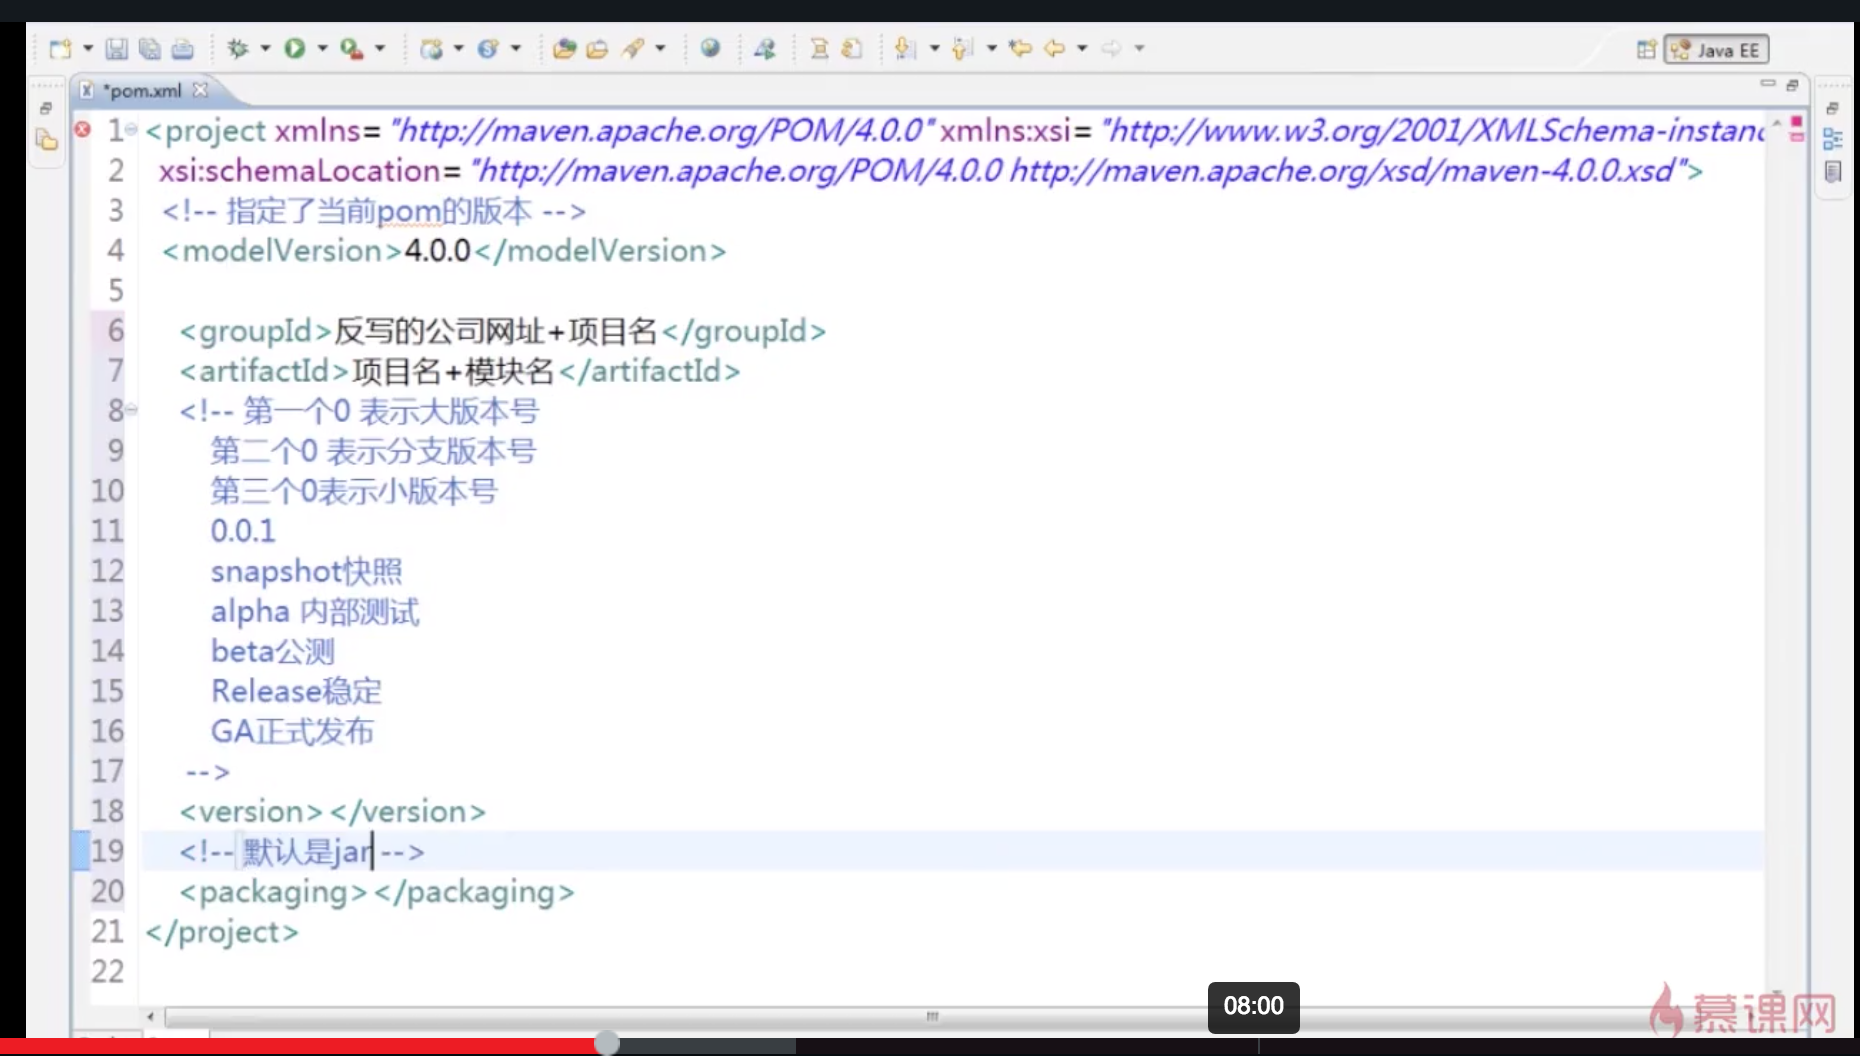 Java EE
*pom.xml
1 <project xmlns="http://maven.apache.org/POM/4.0.0" xmlns:xsi="http://www.w3.org/2001/XMLSchema-instanc
2 xsi:schemaLocation="http://maven.apache.org/POM/4.0.0 http://maven.apache.org/xsd/maven-4.0.0.xsd">
3 <!-- 指定了当前pom的版本 -->
4 <modelVersion>4.0.0</modelVersion>
5
6 <groupId>反写的公司网址+项目名</groupId>
7 <artifactId>项目名+模块名</artifactId>
8 <!-- 第一个0 表示大版本号
9 第二个0 表示分支版本号
10 第三个0表示小版本号
11 0.0.1
12 snapshot快照
13 alpha 内部测试
14 beta公测
15 Release稳定
16 GA正式发布
17 -->
18 <version></version>
19 <!-- 默认是jar -->
20 <packaging></packaging>
21 </project>
22
08:00
慕课网